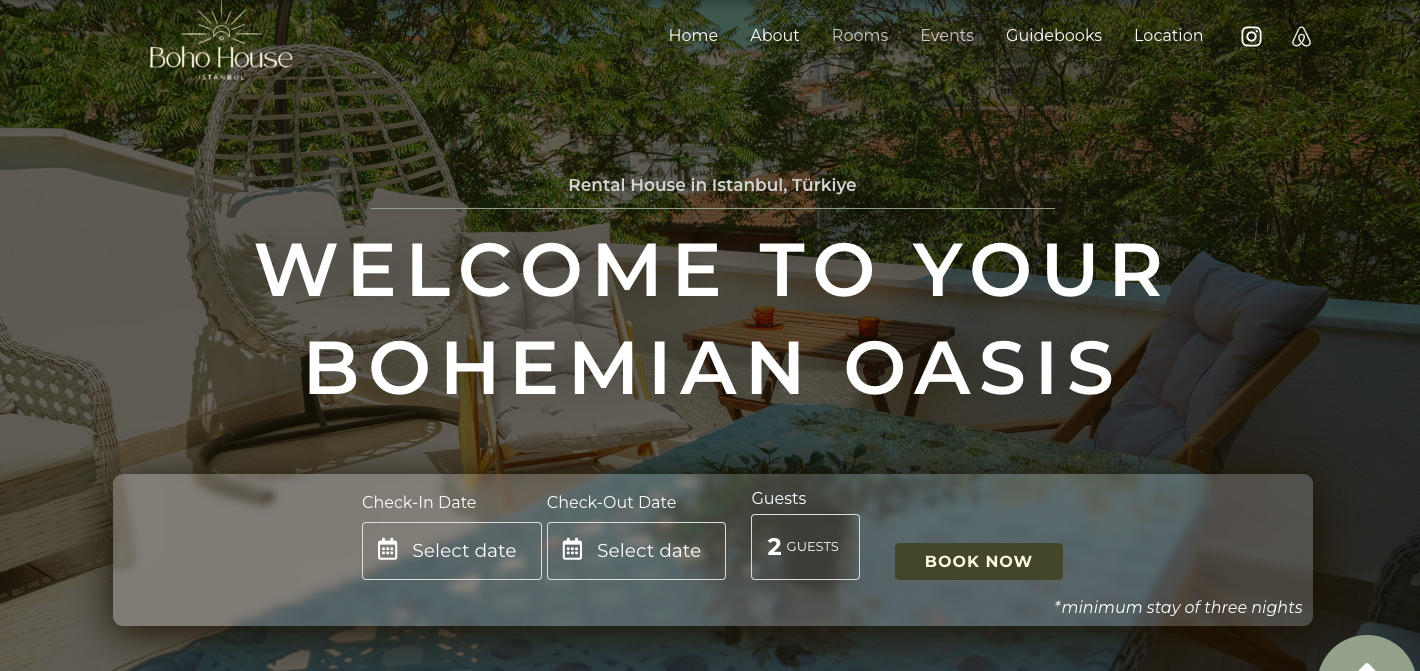 Boho House
ISTANBUL
Home About Rooms Events Guidebooks Location
Rental House in Istanbul, Türkiye
WELCOME TO YOUR
BOHEMIAN OASIS
Check-In Date Check-Out Date Guests
Select date Select date 2 GUESTS
BOOK NOW
*minimum stay of three nights